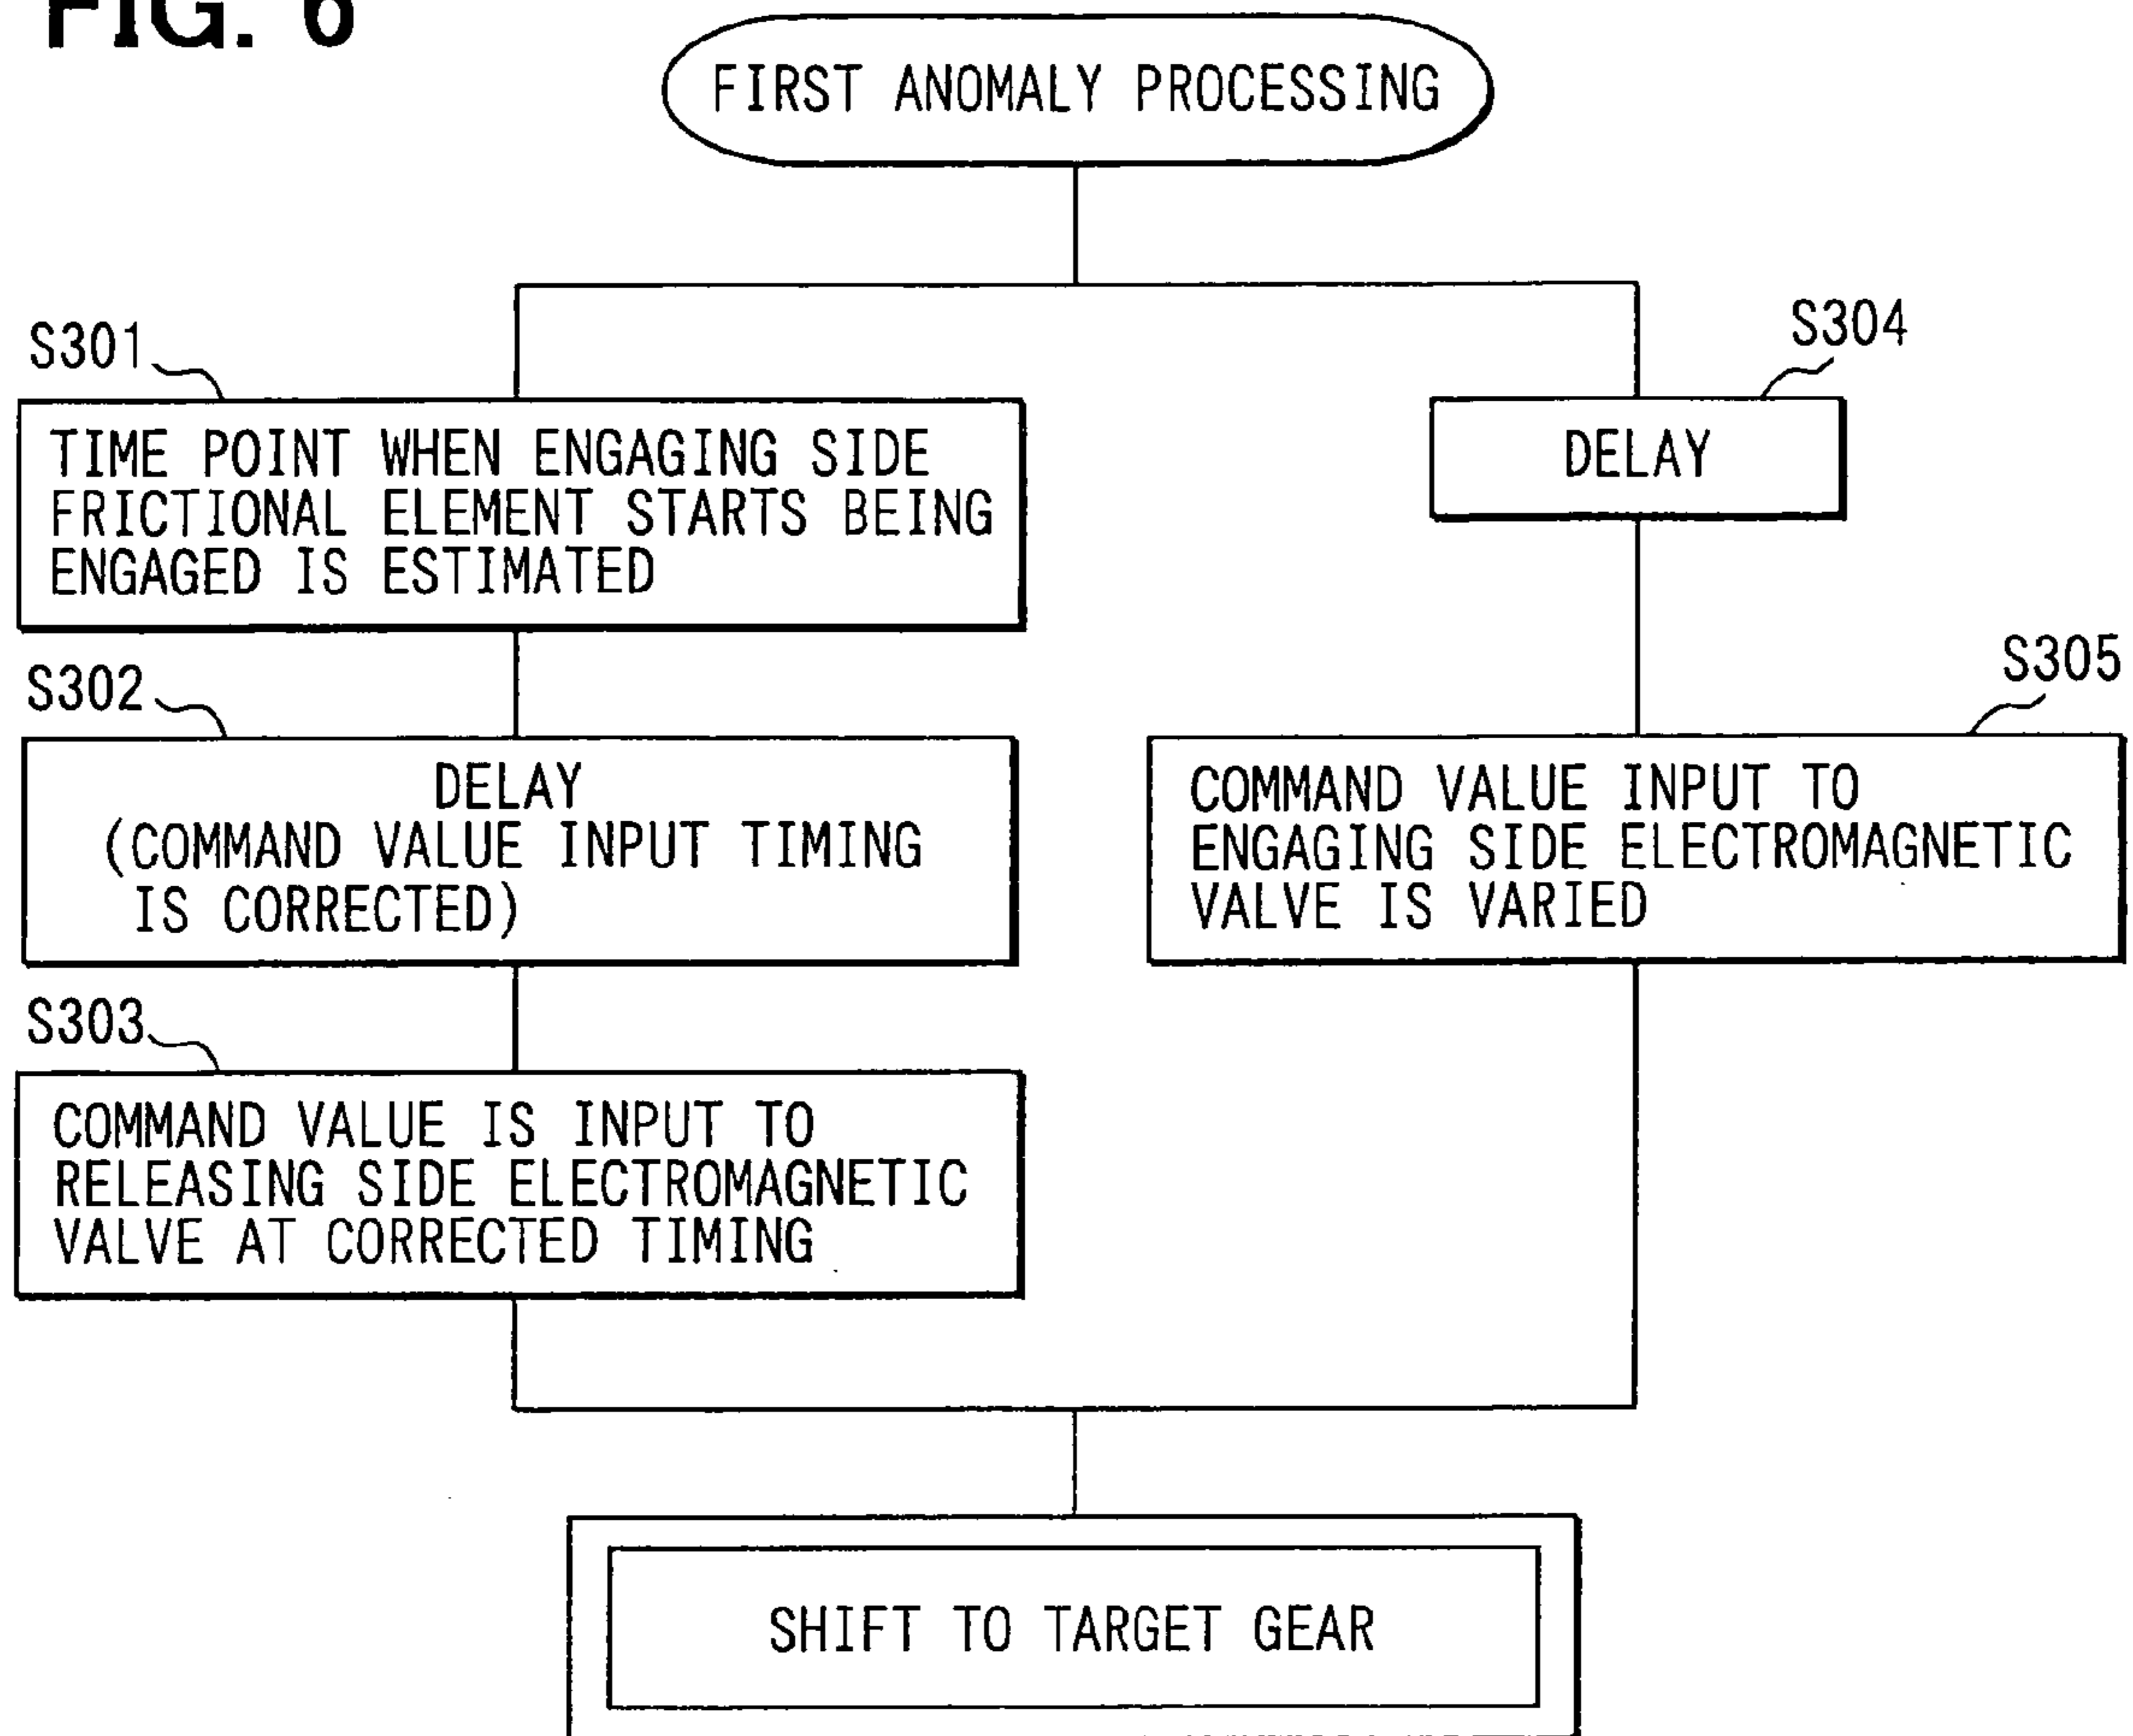 FIG. 6
FIRST ANOMALY PROCESSING
S301
TIME POINT WHEN ENGAGING SIDE
FRICTIONAL ELEMENT STARTS BEING
ENGAGED IS ESTIMATED
S302
DELAY
(COMMAND VALUE INPUT TIMING
IS CORRECTED)
S303
COMMAND VALUE IS INPUT TO
RELEASING SIDE ELECTROMAGNETIC
VALVE AT CORRECTED TIMING
S304
DELAY
S305
COMMAND VALUE INPUT TO
ENGAGING SIDE ELECTROMAGNETIC
VALVE IS VARIED
SHIFT TO TARGET GEAR